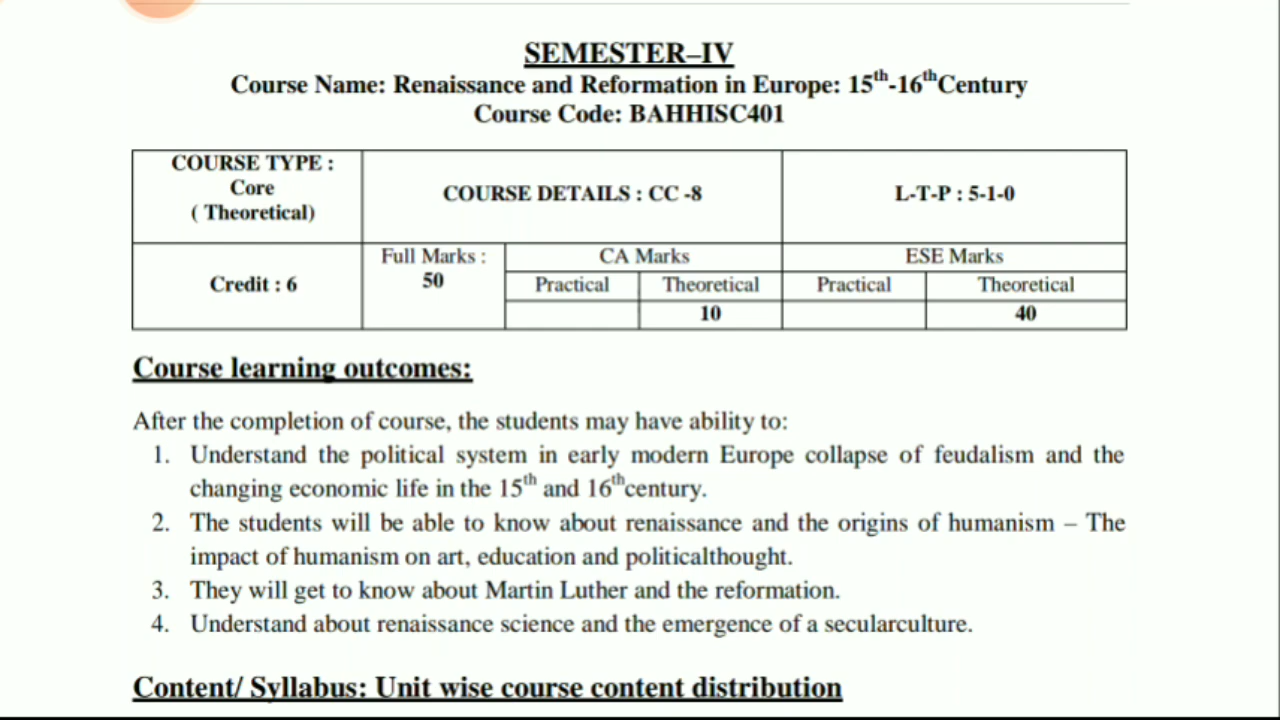 SEMESTER–IV
Course Name: Renaissance and Reformation in Europe: 15th-16thCentury
Course Code: BAHHISC401
COURSE TYPE :
Core
( Theoretical)
COURSE DETAILS : CC -8
L-T-P : 5-1-0
Credit : 6
Full Marks :
50
CA Marks
ESE Marks
Practical
Theoretical
Practical
Theoretical
10
40
Course learning outcomes:
After the completion of course, the students may have ability to:
1. Understand the political system in early modern Europe collapse of feudalism and the
changing economic life in the 15th and 16thcentury.
2. The students will be able to know about renaissance and the origins of humanism – The
impact of humanism on art, education and politicalthought.
3. They will get to know about Martin Luther and the reformation.
4. Understand about renaissance science and the emergence of a secularculture.
Content/ Syllabus: Unit wise course content distribution